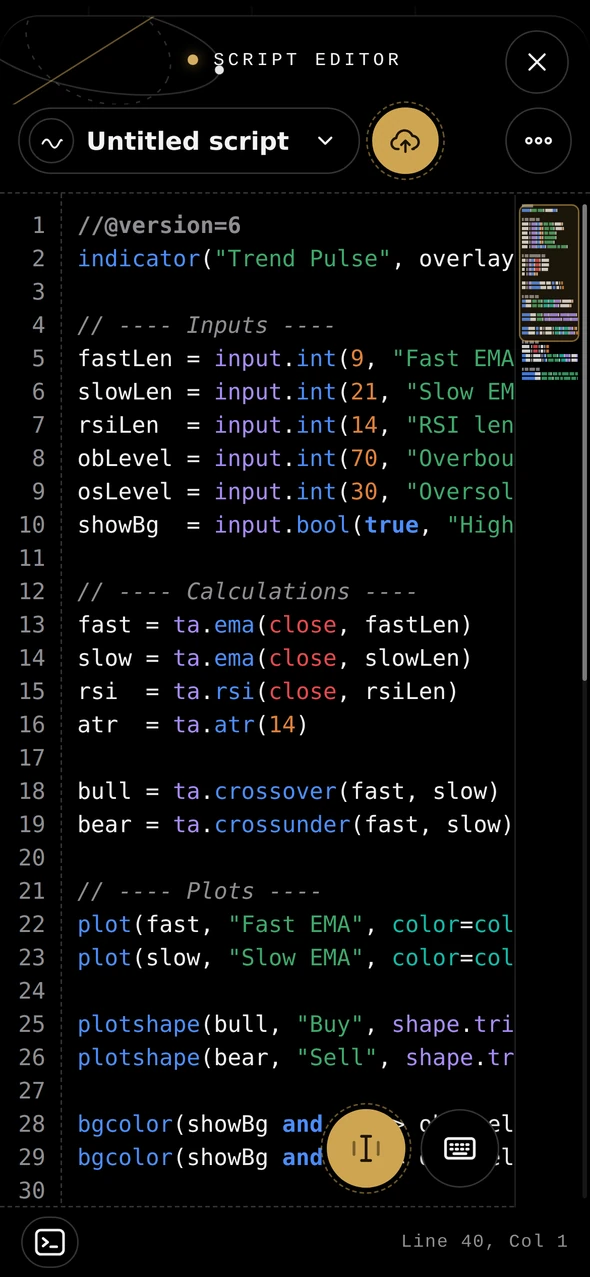 SCRIPT EDITOR
Untitled script
1 //@version=6
2 indicator("Trend Pulse", overlay
3
4 // ---- Inputs ----
5 fastLen = input.int(9, "Fast EMA
6 slowLen = input.int(21, "Slow EM
7 rsiLen  = input.int(14, "RSI len
8 obLevel = input.int(70, "Overbou
9 osLevel = input.int(30, "Oversol
10 showBg  = input.bool(true, "High
11
12 // ---- Calculations ----
13 fast = ta.ema(close, fastLen)
14 slow = ta.ema(close, slowLen)
15 rsi  = ta.rsi(close, rsiLen)
16 atr  = ta.atr(14)
17
18 bull = ta.crossover(fast, slow)
19 bear = ta.crossunder(fast, slow)
20
21 // ---- Plots ----
22 plot(fast, "Fast EMA", color=col
23 plot(slow, "Slow EMA", color=col
24
25 plotshape(bull, "Buy", shape.tri
26 plotshape(bear, "Sell", shape.tr
27
28 bgcolor(showBg and
29 bgcolor(showBg and
30
Line 40, Col 1